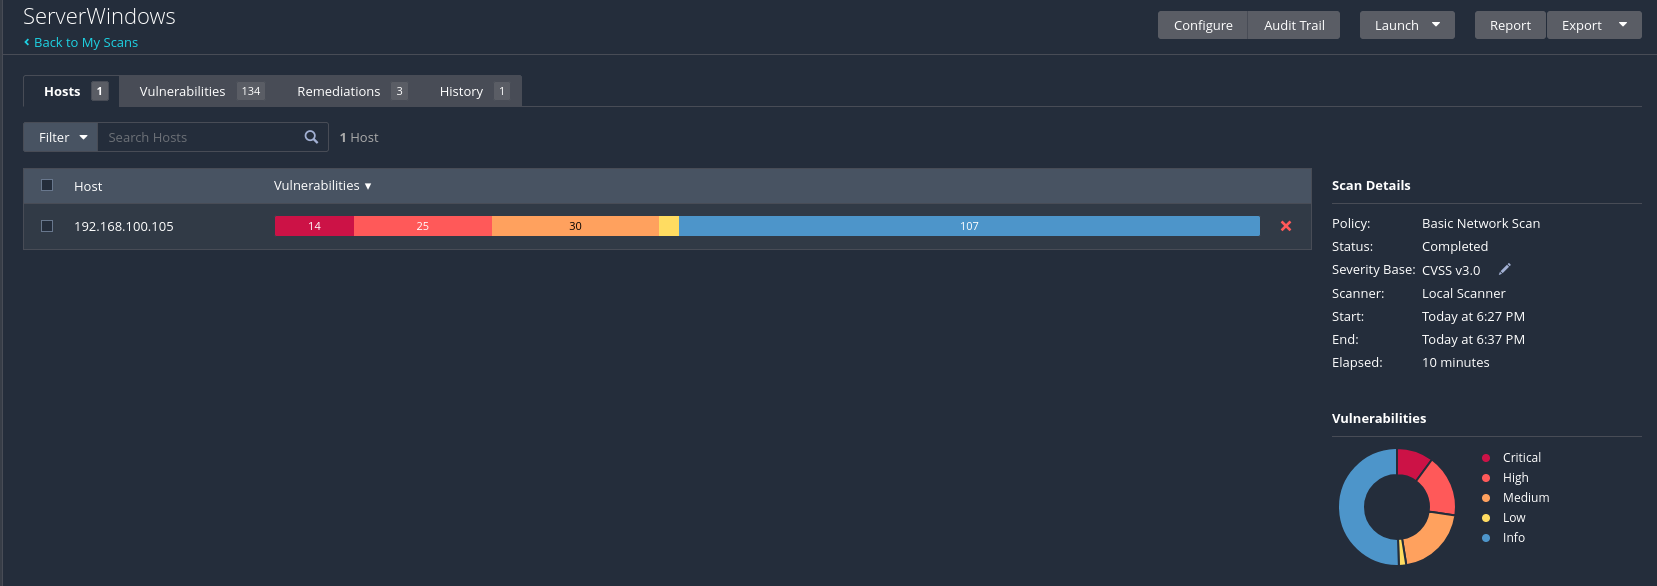 ServerWindows
Back to My Scans
Configure Audit Trail Launch Report Export
Hosts 1 Vulnerabilities 134 Remediations 3 History 1
Filter Search Hosts 1 Host
Host Vulnerabilities
192.168.100.105 14 25 30 107
Scan Details
Policy: Basic Network Scan
Status: Completed
Severity Base: CVSS v3.0
Scanner: Local Scanner
Start: Today at 6:27 PM
End: Today at 6:37 PM
Elapsed: 10 minutes
Vulnerabilities
Critical
High
Medium
Low
Info